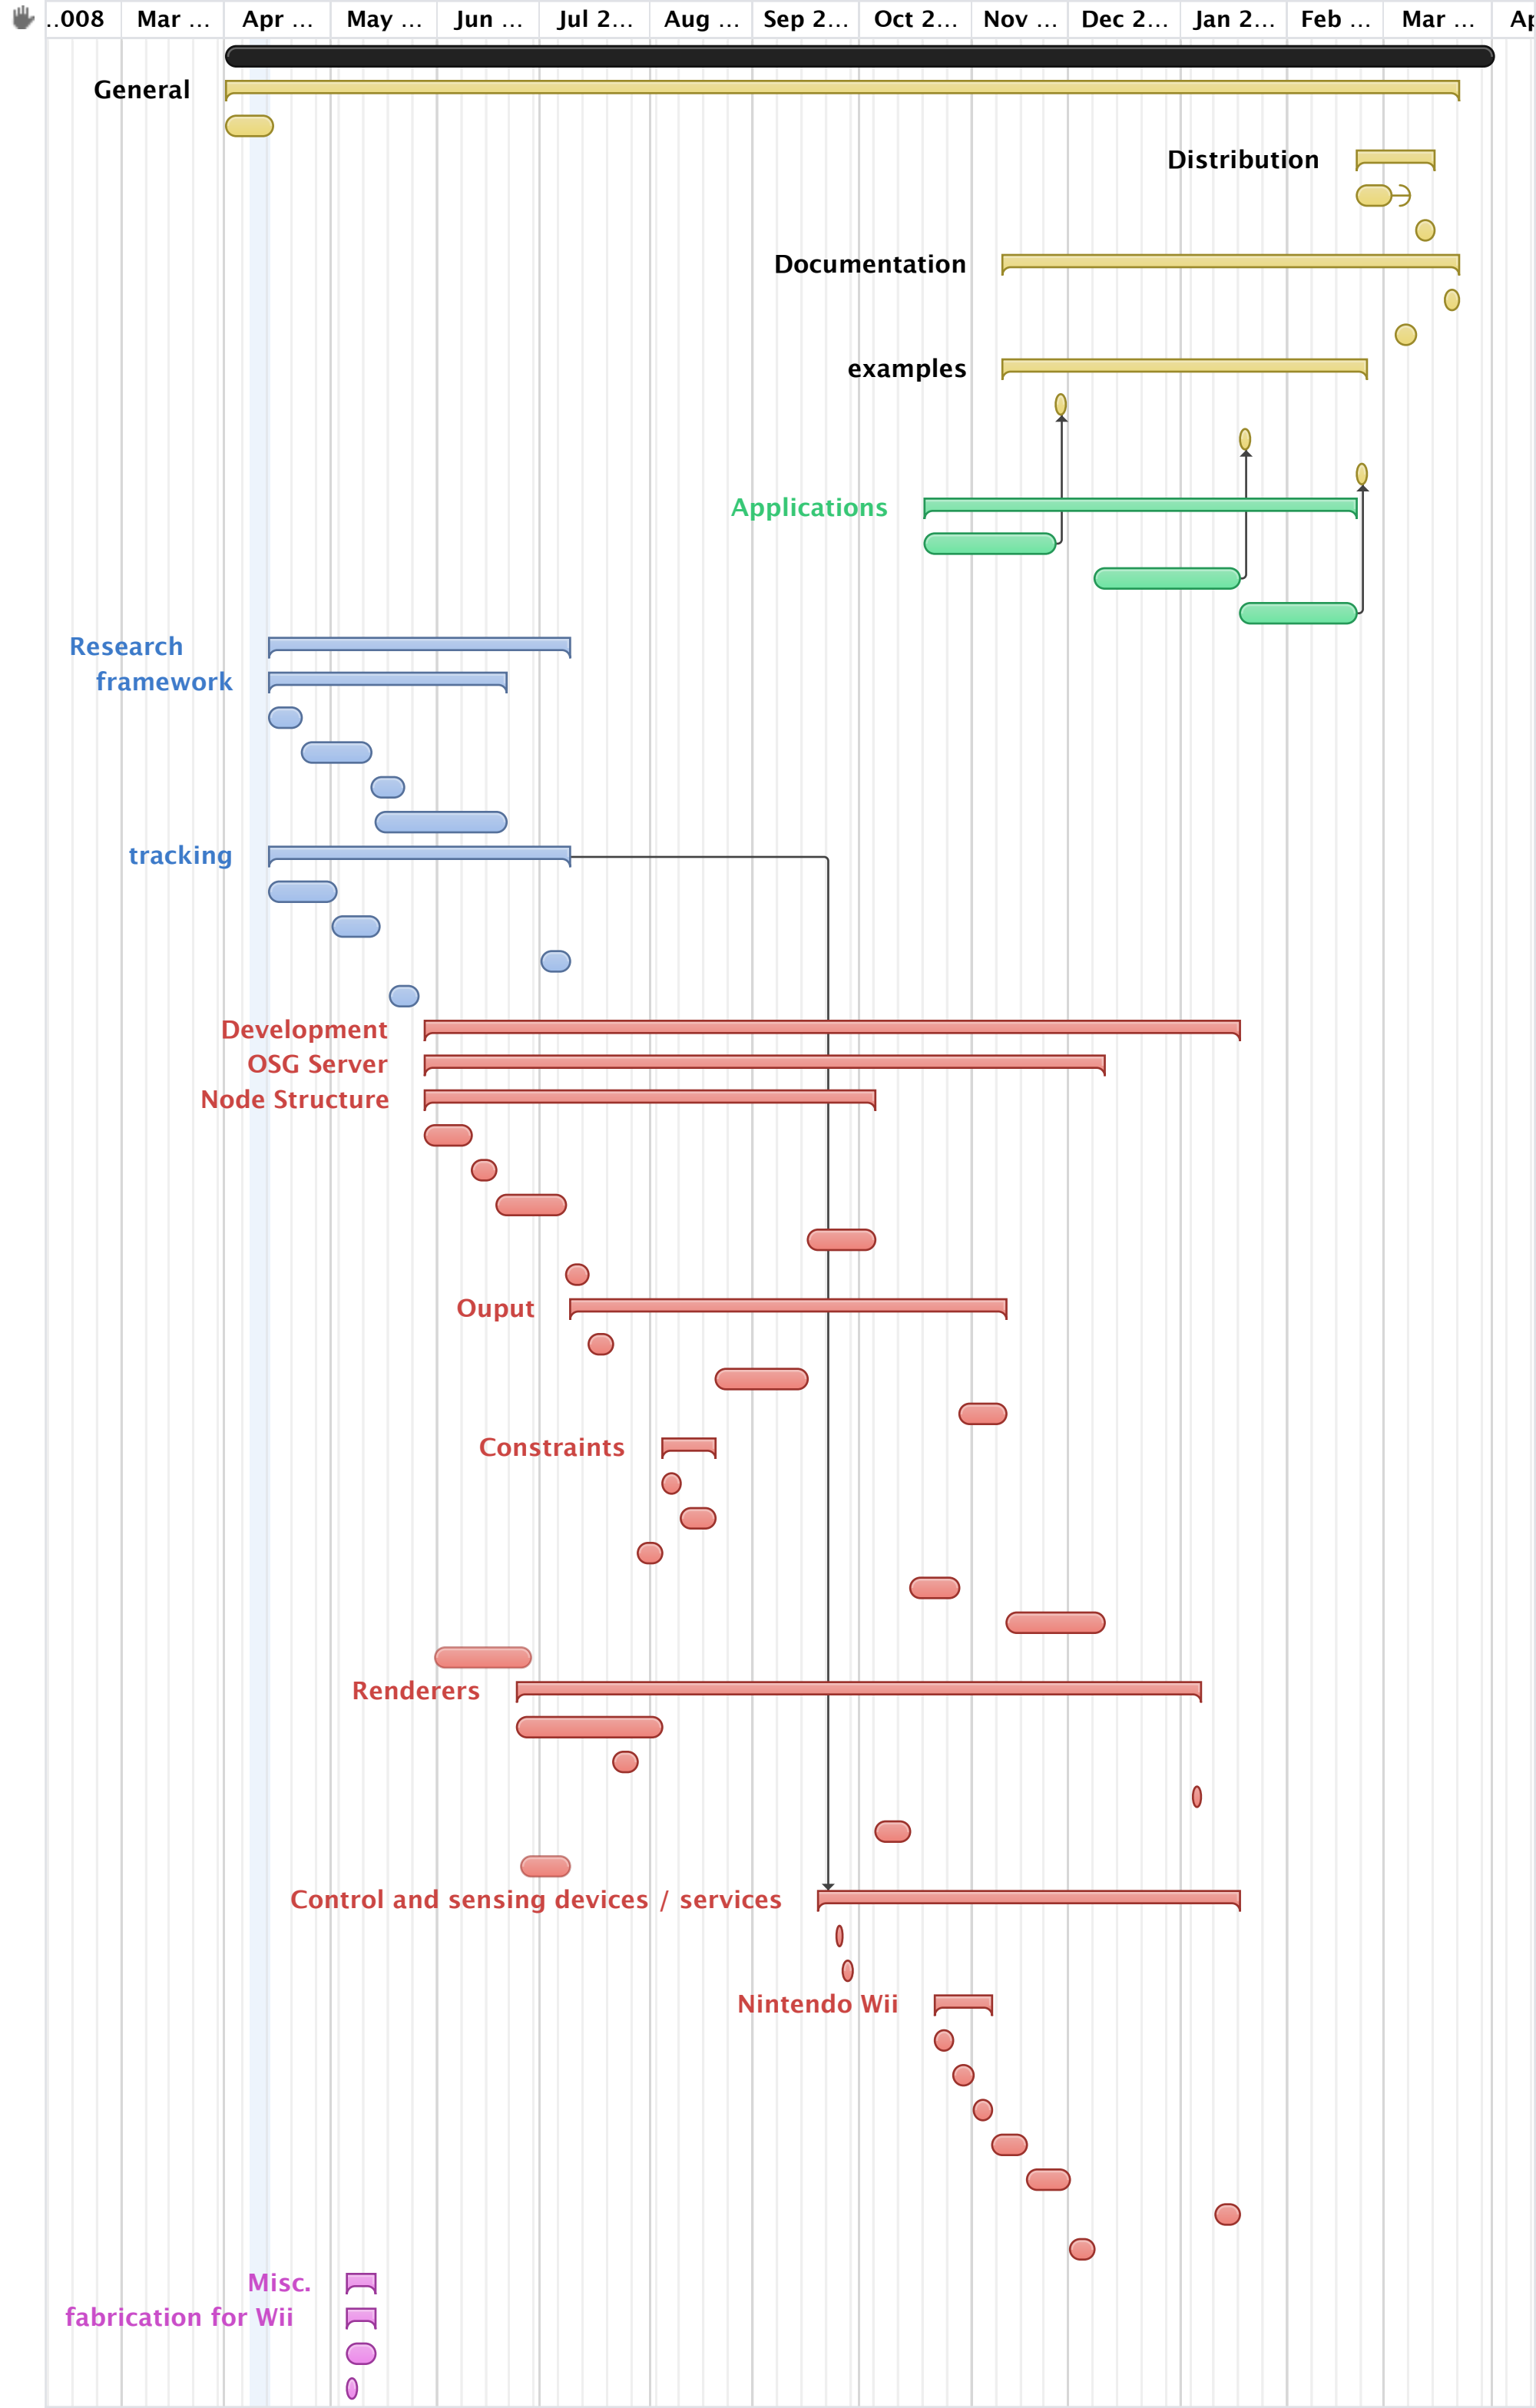 ..008 Mar ... Apr ... May ... Jun ... Jul 2... Aug ... Sep 2... Oct 2... Nov ... Dec 2... Jan 2... Feb ... Mar ... Ap
General
Distribution
Documentation
examples
Applications
Research
framework
tracking
Development
OSG Server
Node Structure
Ouput
Constraints
Renderers
Control and sensing devices / services
Nintendo Wii
Misc.
fabrication for Wii